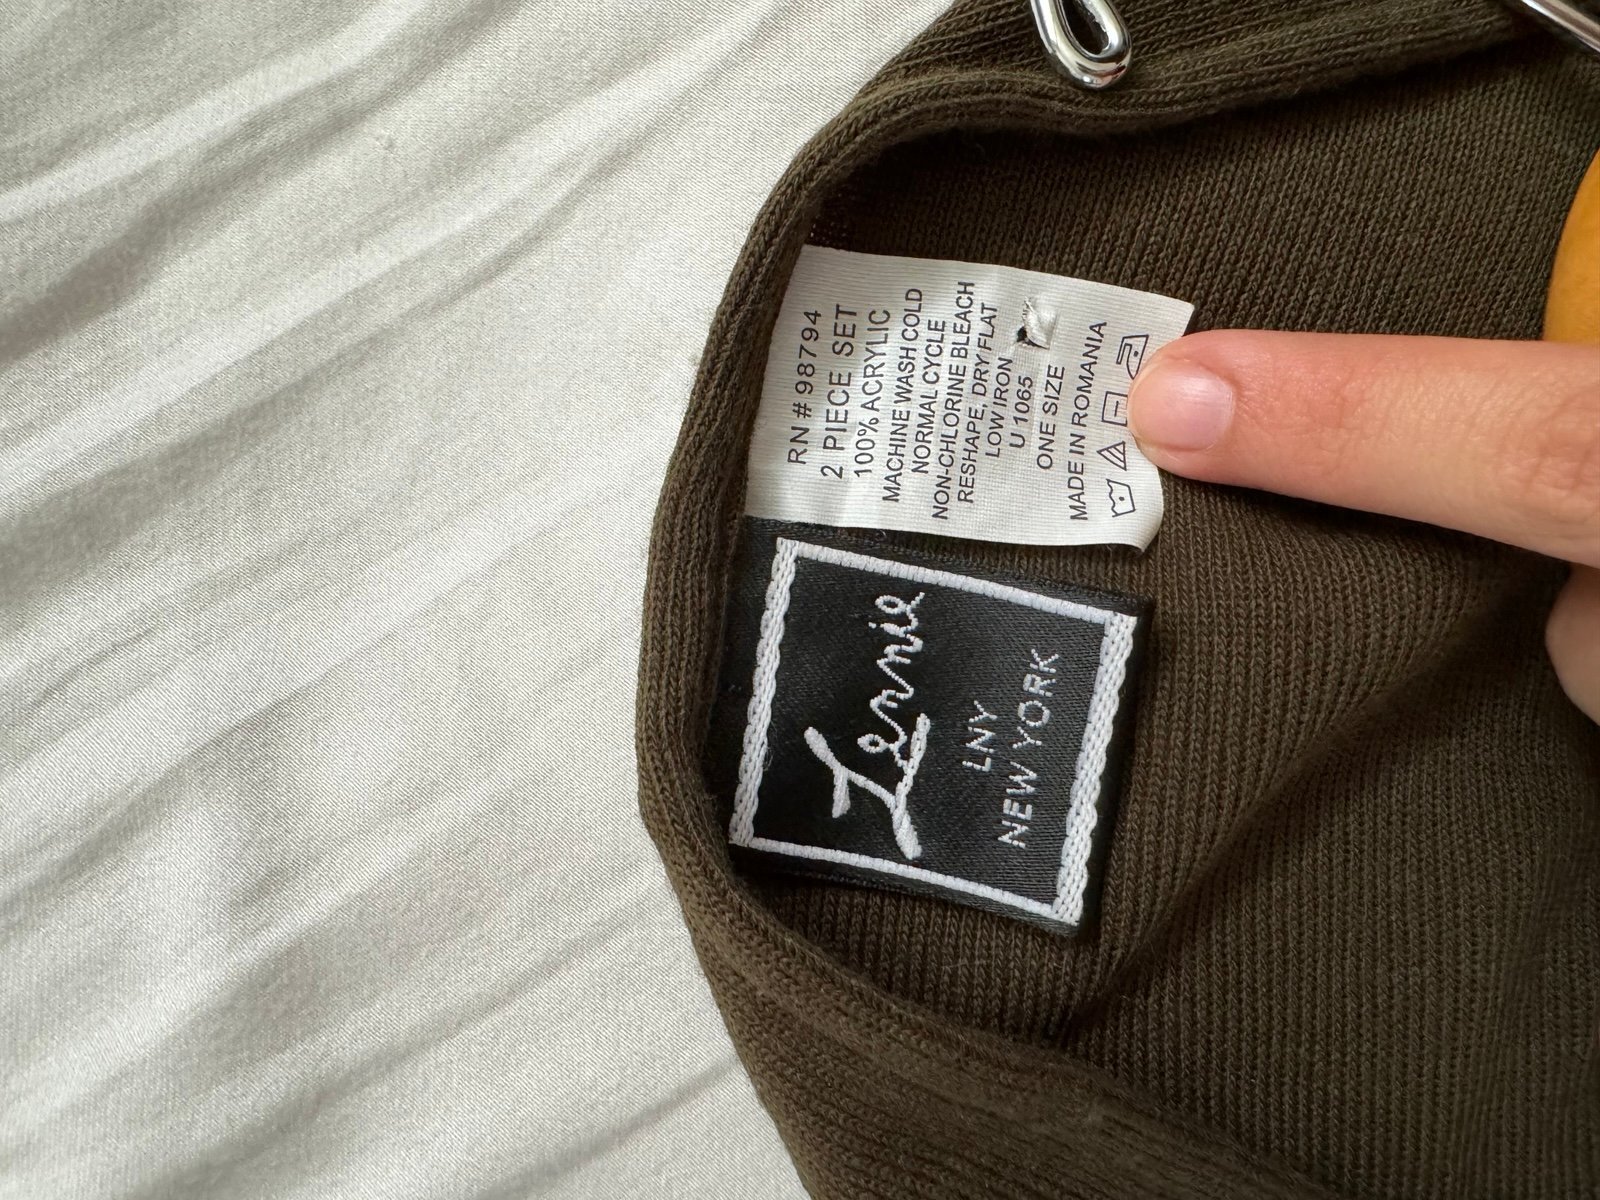 RN # 98794
2 PIECE SET
100% ACRYLIC
MACHINE WASH COLD
NORMAL CYCLE
NON-CHLORINE BLEACH
RESHAPE, DRY FLAT
LOW IRON
U 1065
ONE SIZE
MADE IN ROMANIA
Lennie
LNY
NEW YORK